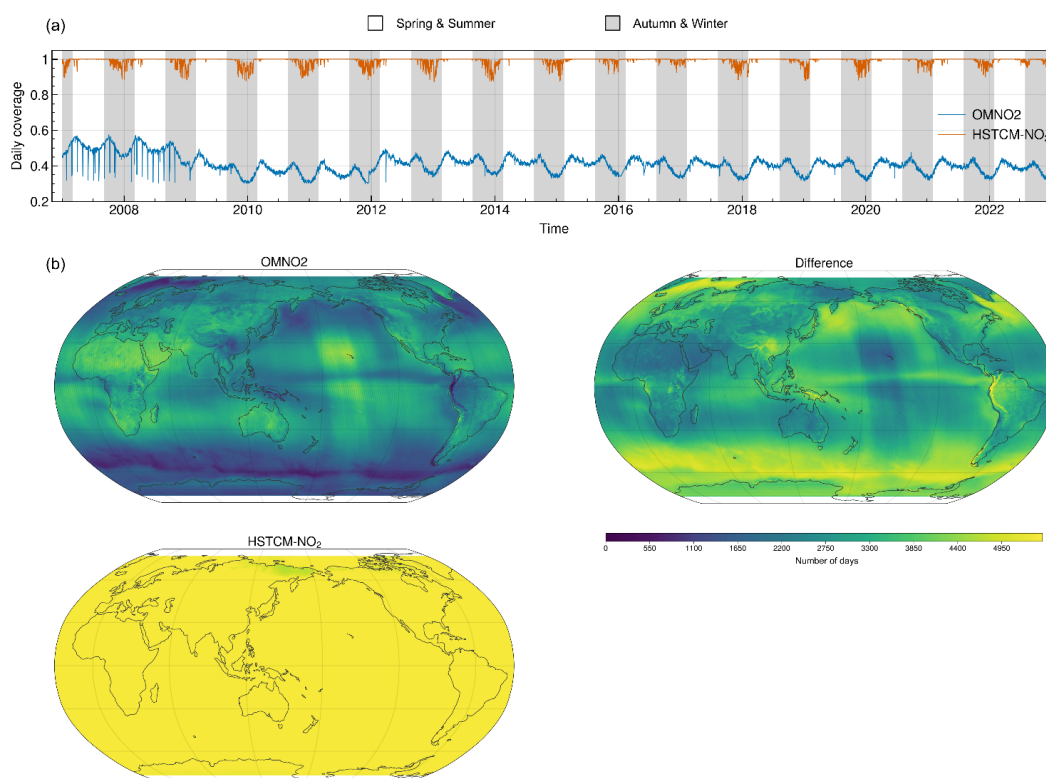 (a)
Spring & Summer
Autumn & Winter
Daily coverage
1
0.8
0.6
0.4
0.2
OMNO2
HSTCM-NO₂
2008
2010
2012
2014
2016
2018
2020
2022
Time
(b)
OMNO2
Difference
HSTCM-NO₂
0
550
1100
1650
2200
2750
3300
3850
4400
4950
Number of days